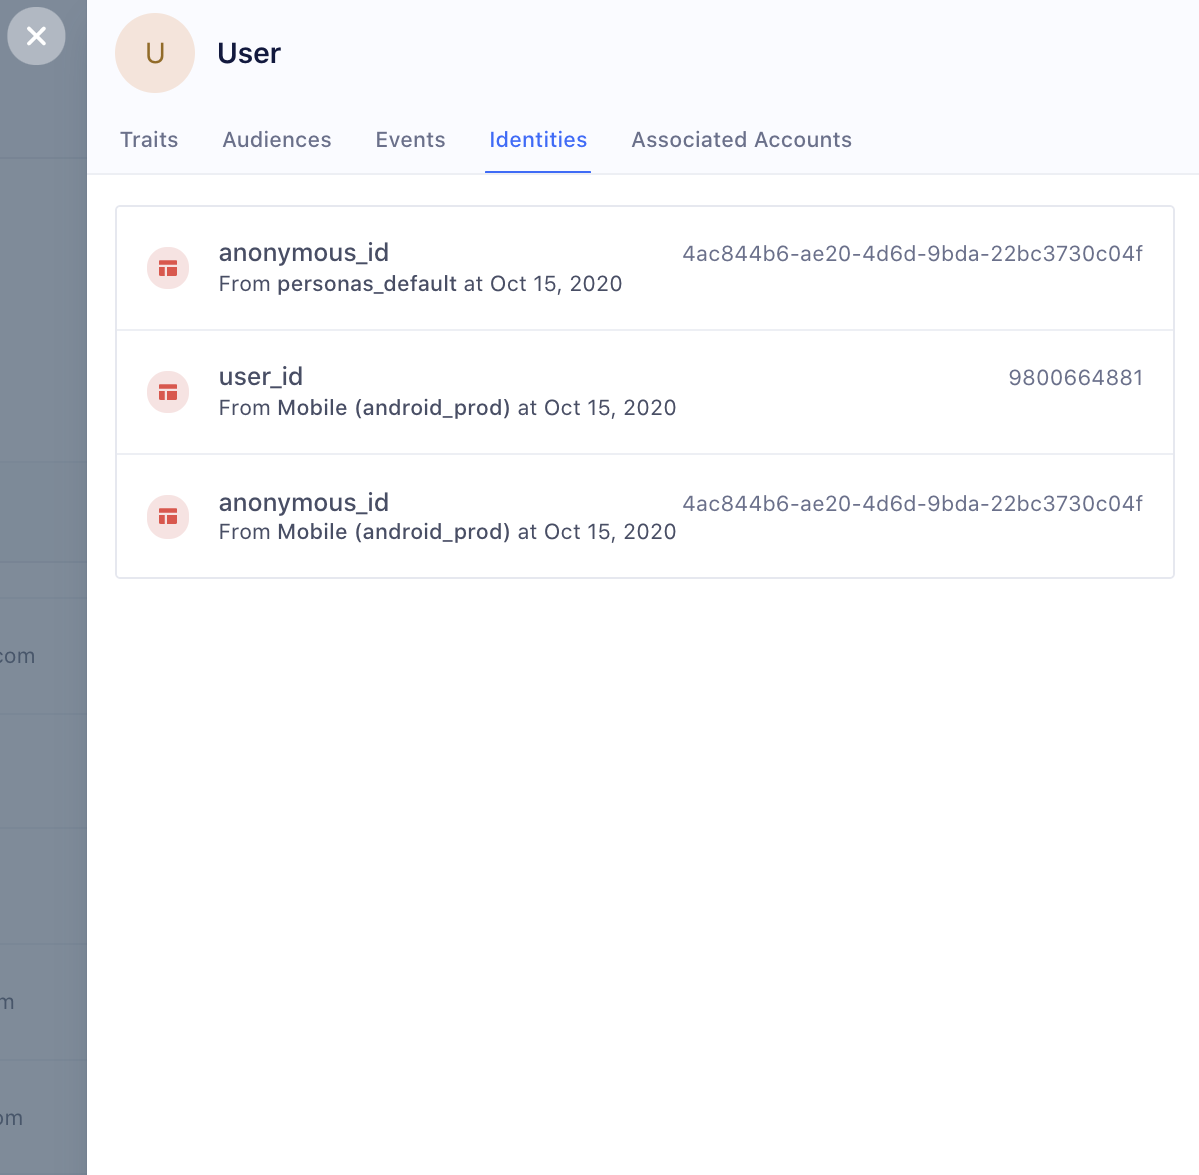 U
User
Traits Audiences Events Identities Associated Accounts
anonymous_id 4ac844b6-ae20-4d6d-9bda-22bc3730c04f
From personas_default at Oct 15, 2020
user_id 9800664881
From Mobile (android_prod) at Oct 15, 2020
anonymous_id 4ac844b6-ae20-4d6d-9bda-22bc3730c04f
From Mobile (android_prod) at Oct 15, 2020
com
m
om